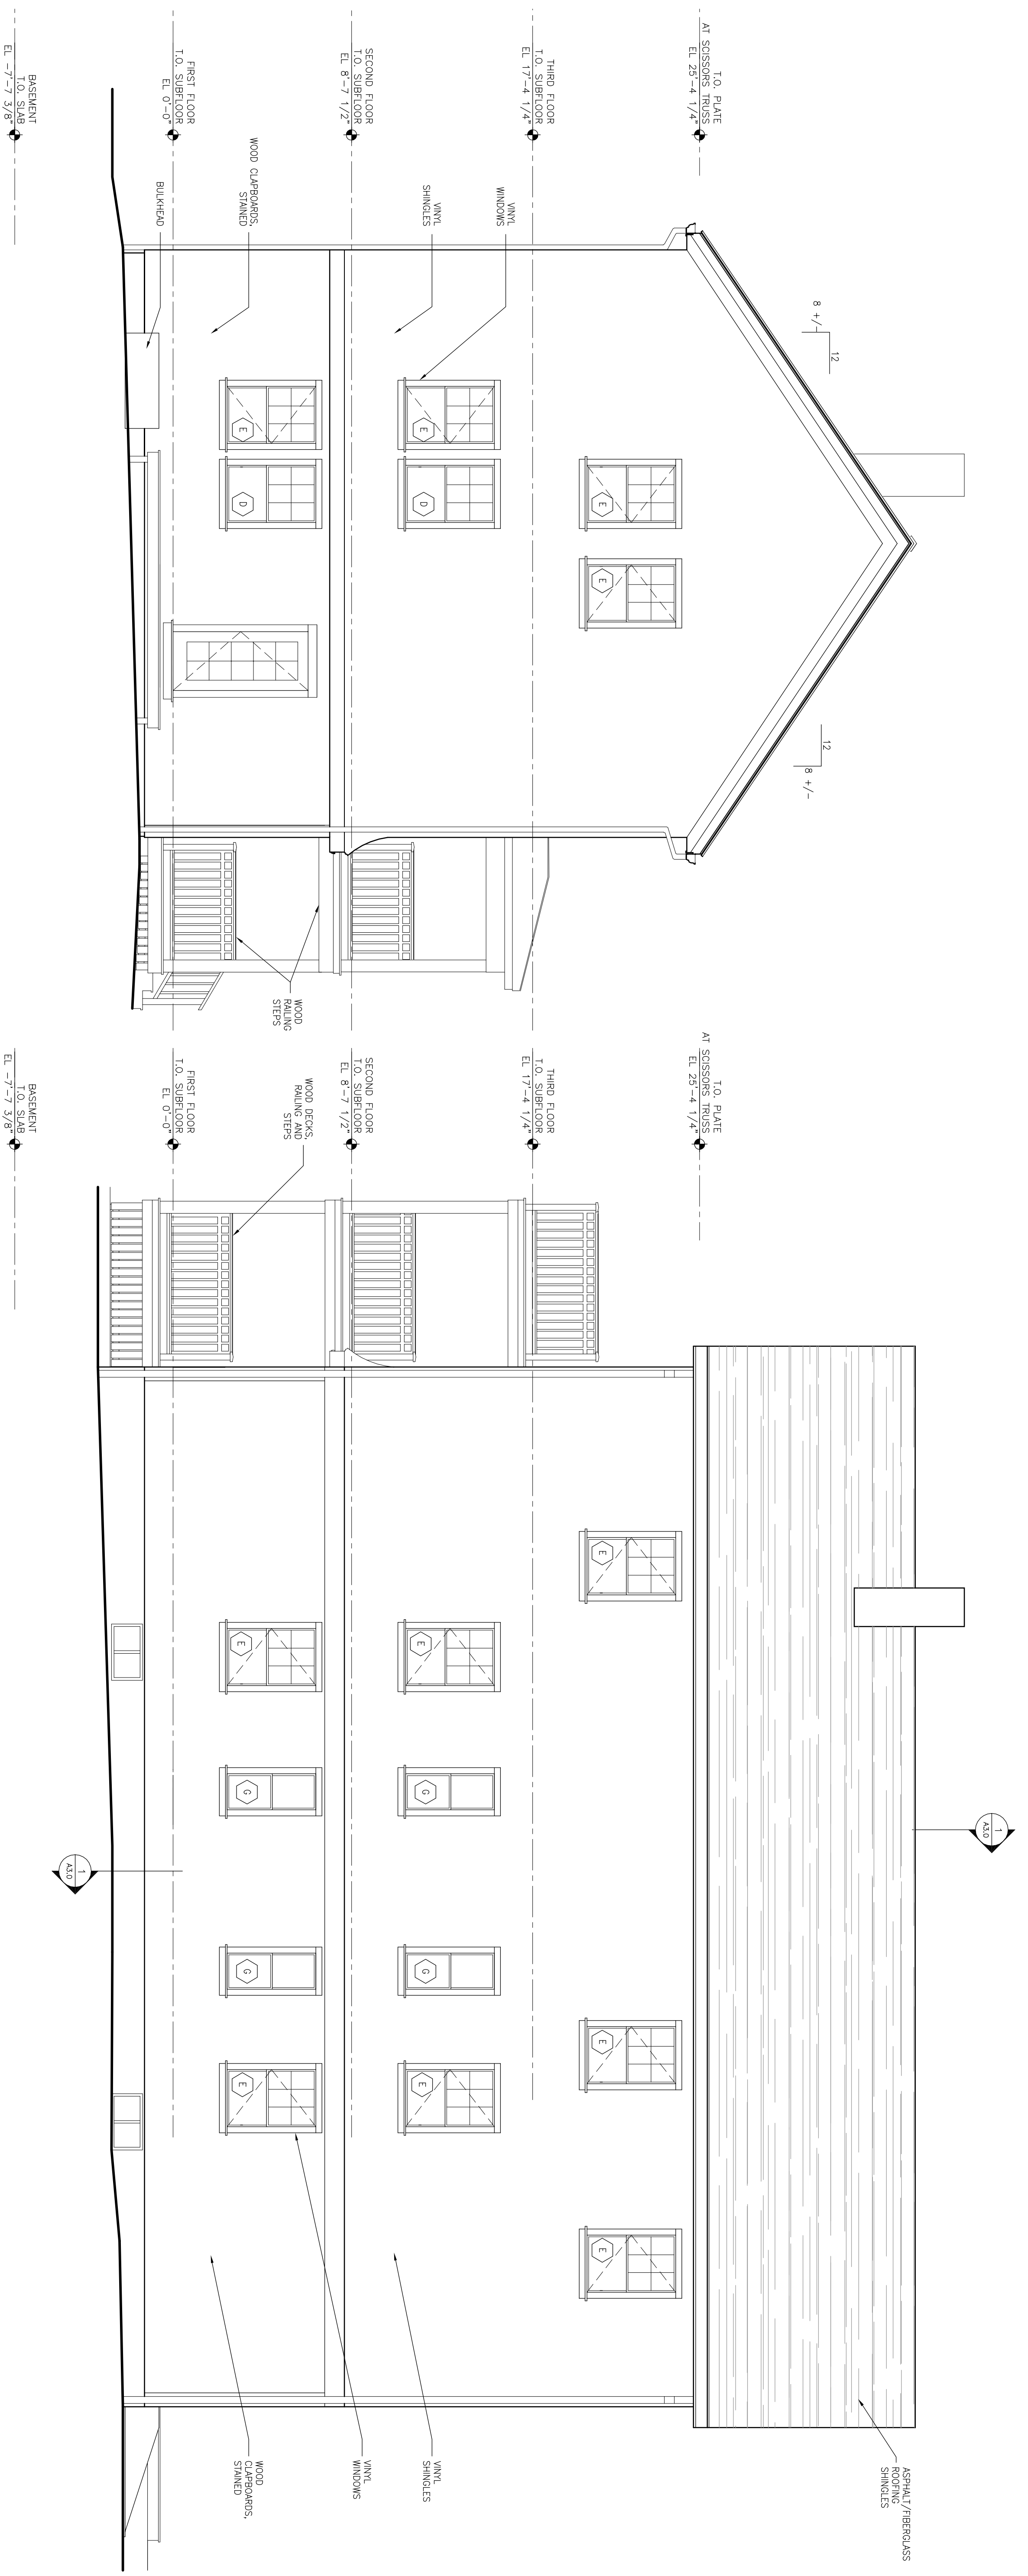 T.O. PLATE
AT SCISSORS TRUSS
EL 25'-4 1/4"
THIRD FLOOR
T.O. SUBFLOOR
EL 17'-4 1/4"
SECOND FLOOR
T.O. SUBFLOOR
EL 8'-7 1/2"
FIRST FLOOR
T.O. SUBFLOOR
EL 0'-0"
BASEMENT
T.O. SLAB
EL -7'-7 3/8"
8 +/-
12
12
8 +/-
VINYL
WINDOWS
VINYL
SHINGLES
WOOD CLAPBOARDS,
STAINED
BULKHEAD
E
E
E
D
E
D
WOOD
RAILING
STEPS
T.O. PLATE
AT SCISSORS TRUSS
EL 25'-4 1/4"
THIRD FLOOR
T.O. SUBFLOOR
EL 17'-4 1/4"
SECOND FLOOR
T.O. SUBFLOOR
EL 8'-7 1/2"
FIRST FLOOR
T.O. SUBFLOOR
EL 0'-0"
BASEMENT
T.O. SLAB
EL -7'-7 3/8"
WOOD DECKS,
RAILING AND
STEPS
1
A3.0
E
E
E
E
G
G
E
E
G
G
E
1
A3.0
ASPHALT/FIBERGLASS
ROOFING
SHINGLES
VINYL
SHINGLES
VINYL
WINDOWS
WOOD
CLAPBOARDS,
STAINED